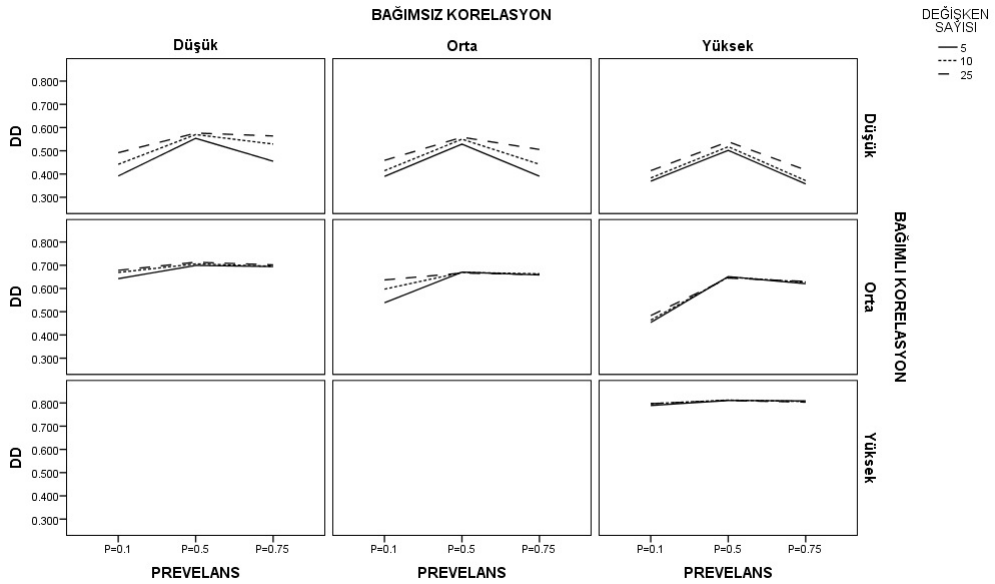 BAĞIMSIZ KORELASYON
DEĞİŞKEN
SAYISI
5
10
25
Düşük
Orta
Yüksek
DD
0.800
0.700
0.600
0.500
0.400
0.300
Düşük
DD
0.800
0.700
0.600
0.500
0.400
0.300
Orta
BAĞIMLI KORELASYON
DD
0.800
0.700
0.600
0.500
0.400
0.300
Yüksek
P=0.1
P=0.5
P=0.75
P=0.1
P=0.5
P=0.75
P=0.1
P=0.5
P=0.75
PREVELANS
PREVELANS
PREVELANS